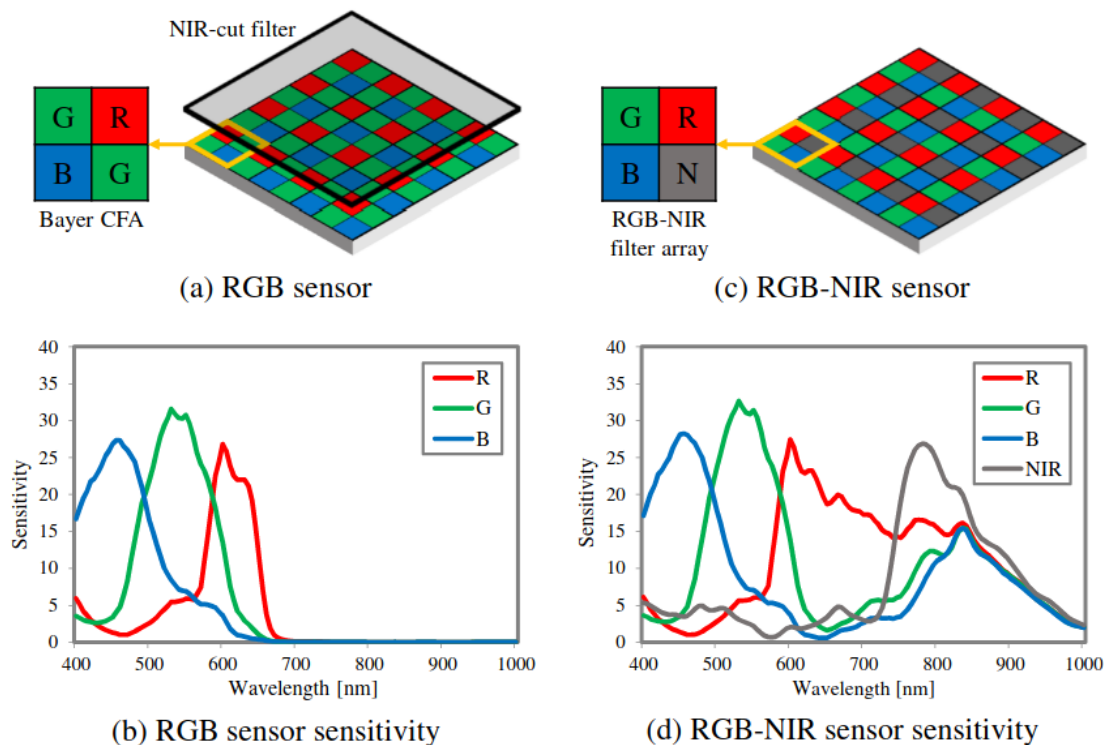 NIR-cut filter
G R
B G
Bayer CFA
(a) RGB sensor
G R
B N
RGB-NIR
filter array
(c) RGB-NIR sensor
40
35
30
25
20
15
10
5
0
Sensitivity
R
G
B
400 500 600 700 800 900 1000
Wavelength [nm]
(b) RGB sensor sensitivity
40
35
30
25
20
15
10
5
0
Sensitivity
R
G
B
NIR
400 500 600 700 800 900 1000
Wavelength [nm]
(d) RGB-NIR sensor sensitivity